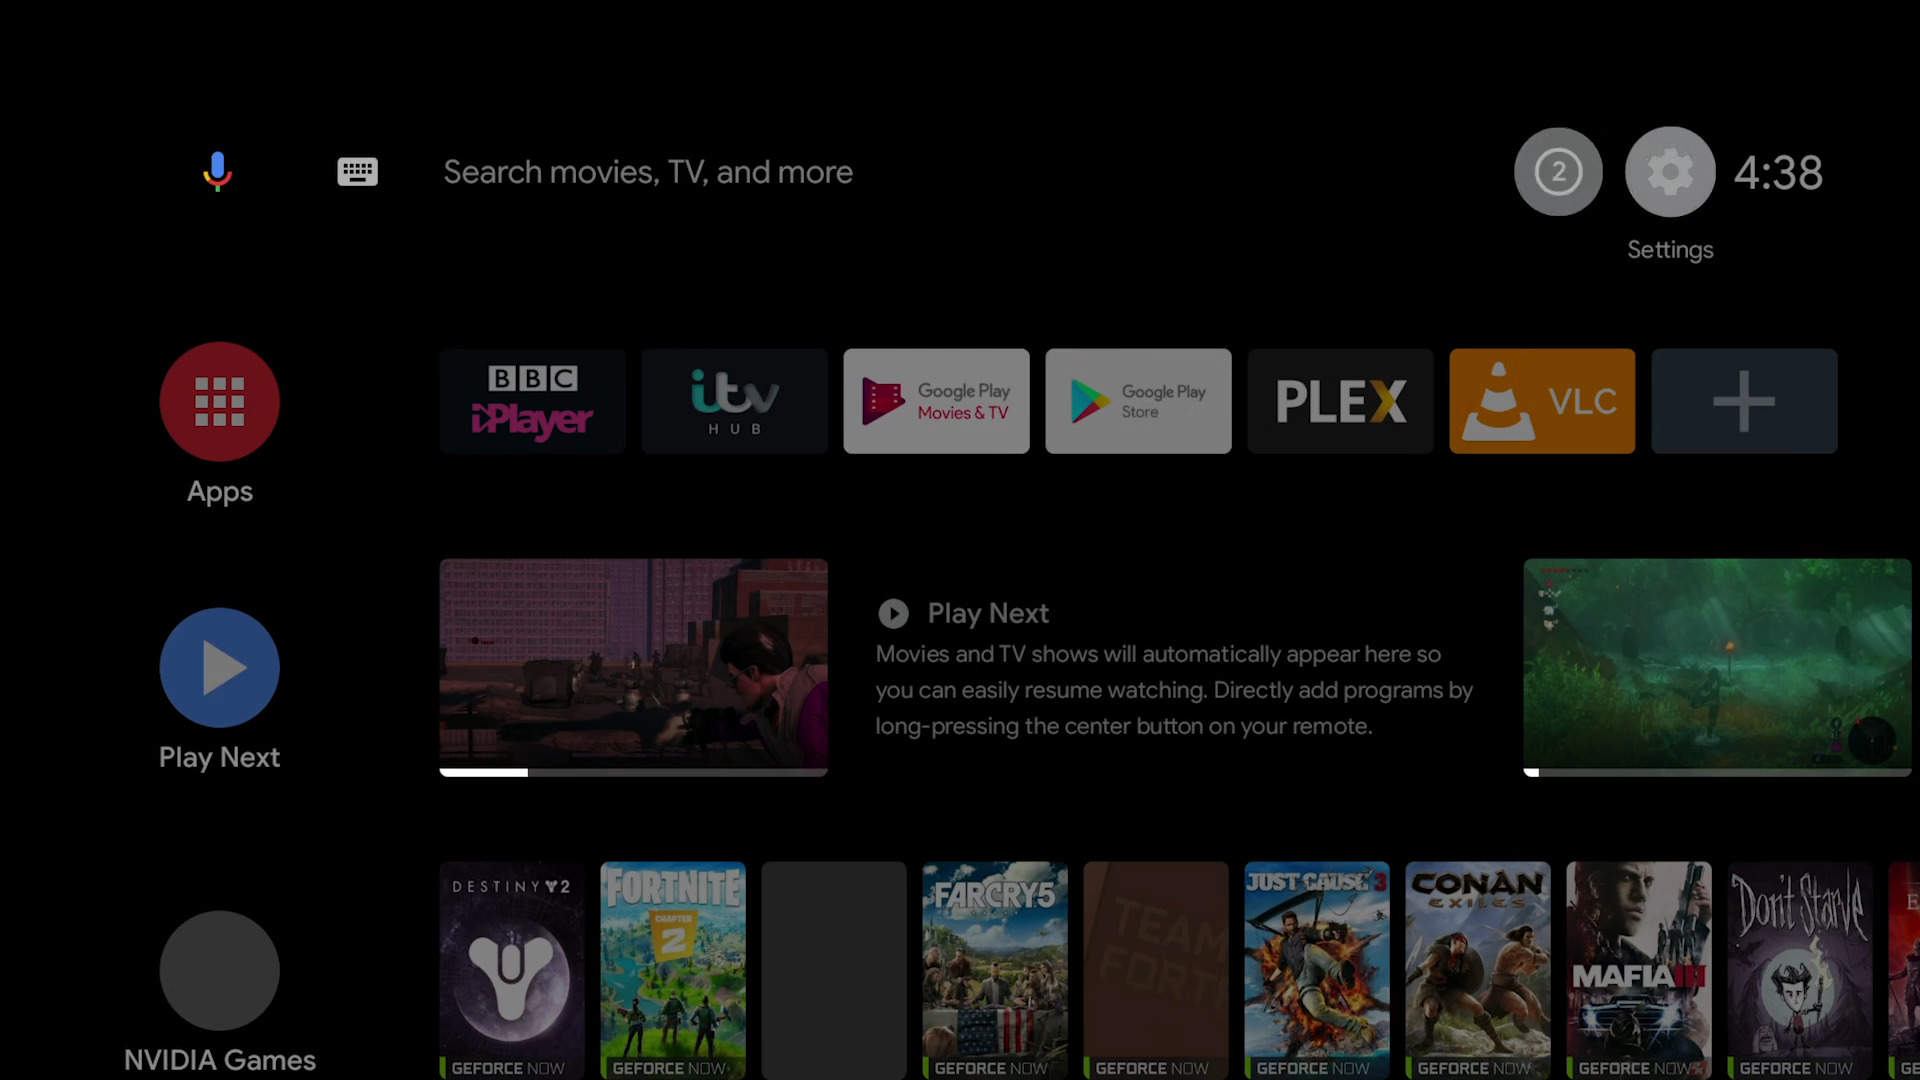 Search movies, TV, and more
2
4:38
Settings
Apps
BBC
iPlayer
itv
HUB
Google Play
Movies & TV
Google Play
Store
PLEX
VLC
Play Next
Play Next
Movies and TV shows will automatically appear here so
you can easily resume watching. Directly add programs by
long-pressing the center button on your remote.
NVIDIA Games
DESTINY 2
GEFORCE NOW
FORTNITE
CHAPTER
2
GEFORCE NOW
FARCRY5
GEFORCE NOW
TEAM
FORT
GEFORCE NOW
JUST CAUSE 3
GEFORCE NOW
CONAN
EXILES
GEFORCE NOW
MAFIA III
GEFORCE NOW
Don't Starve
GEFORCE NOW
E
GE